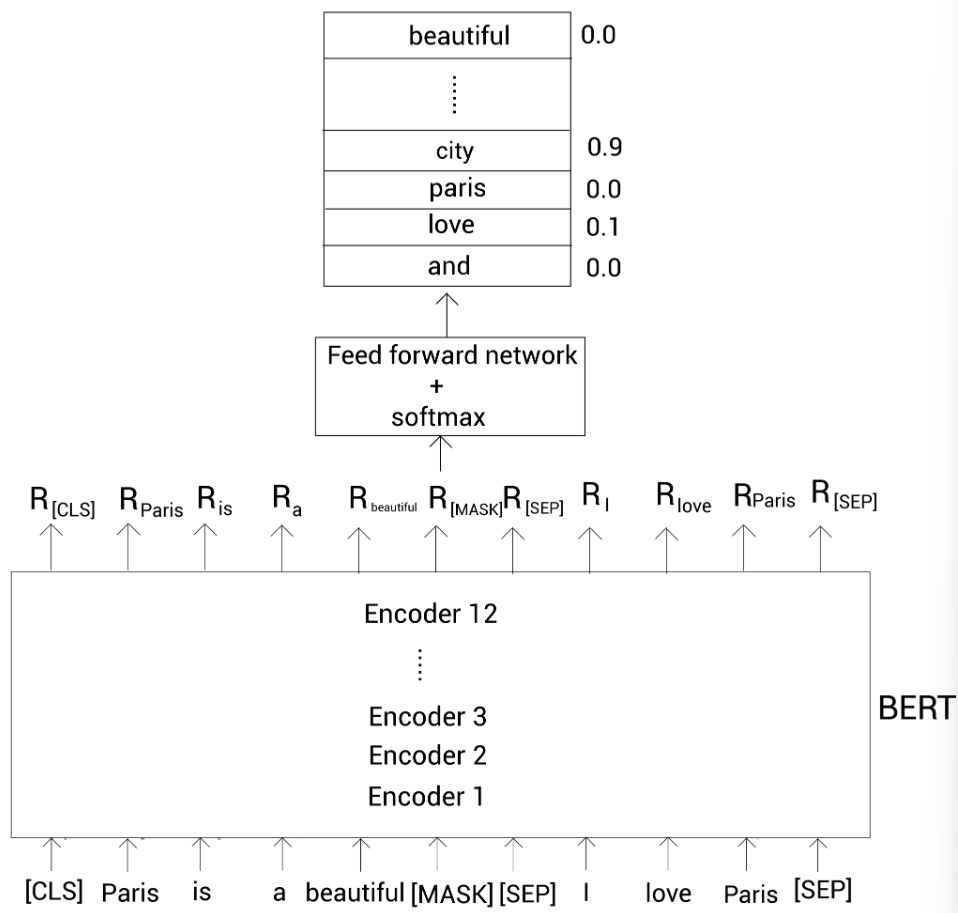 beautiful 0.0
city 0.9
paris 0.0
love 0.1
and 0.0
Feed forward network
+
softmax
R[CLS] RParis Ris Ra Rbeautiful R[MASK] R[SEP] RI Rlove RParis R[SEP]
Encoder 12
Encoder 3
BERT
Encoder 2
Encoder 1
[CLS] Paris is a beautiful [MASK] [SEP] I love Paris [SEP]